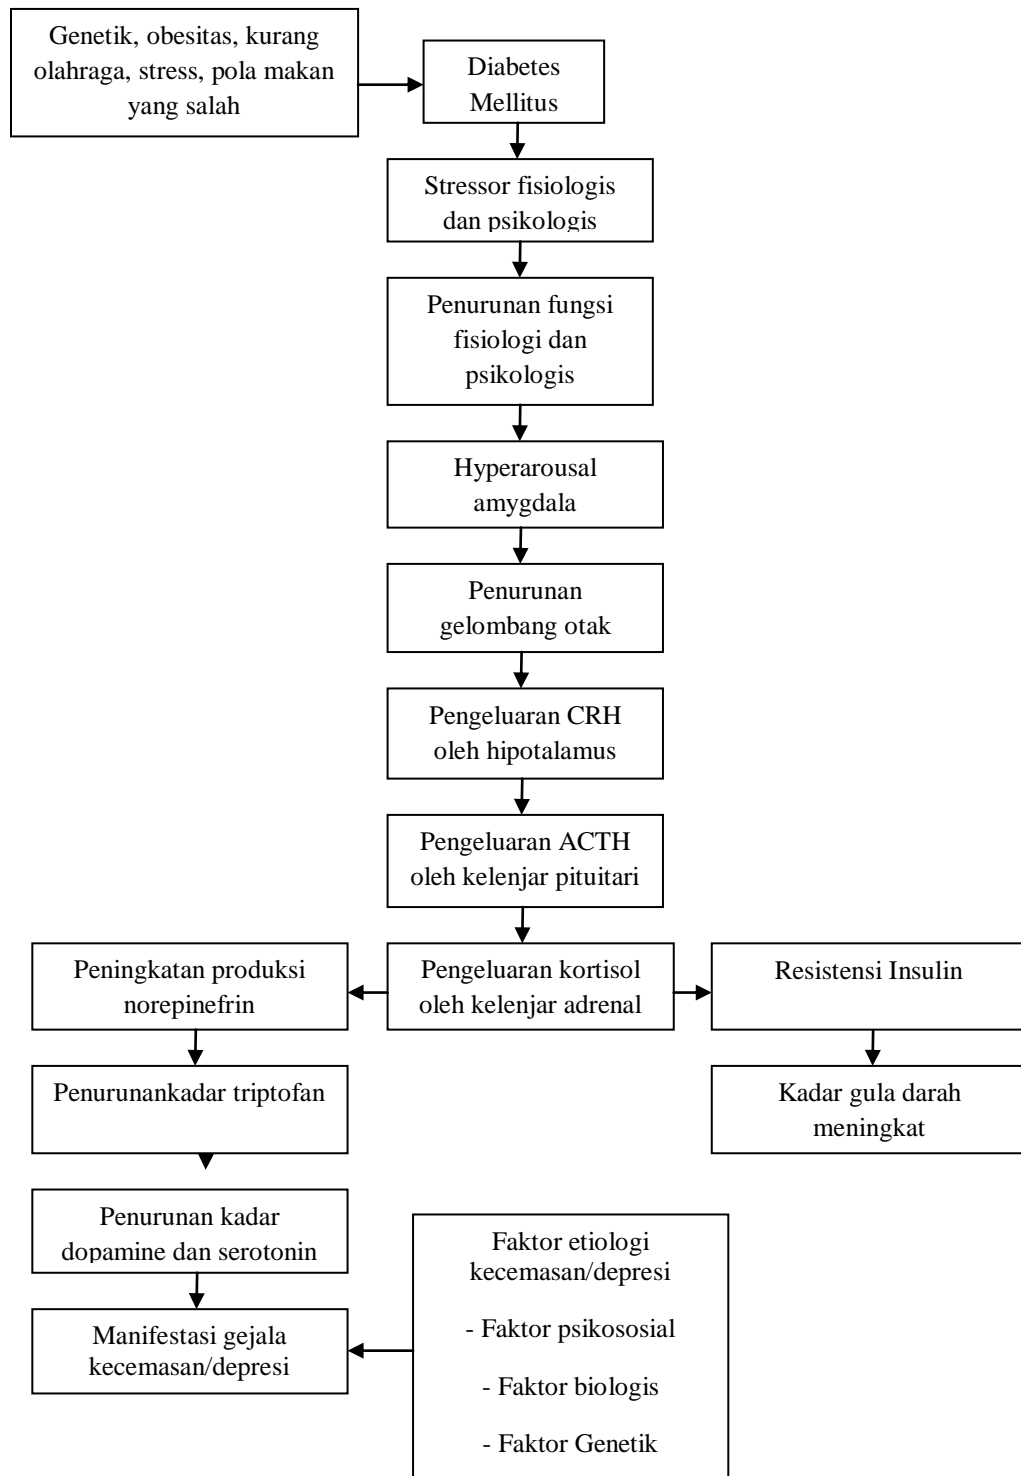 Genetik, obesitas, kurang
olahraga, stress, pola makan
yang salah
Diabetes
Mellitus
Stressor fisiologis
dan psikologis
Penurunan fungsi
fisiologi dan
psikologis
Hyperarousal
amygdala
Penurunan
gelombang otak
Pengeluaran CRH
oleh hipotalamus
Pengeluaran ACTH
oleh kelenjar pituitari
Peningkatan produksi
norepinefrin
Pengeluaran kortisol
oleh kelenjar adrenal
Resistensi Insulin
Penurunankadar triptofan
Kadar gula darah
meningkat
Penurunan kadar
dopamine dan serotonin
Manifestasi gejala
kecemasan/depresi
Faktor etiologi
kecemasan/depresi
- Faktor psikososial
- Faktor biologis
- Faktor Genetik